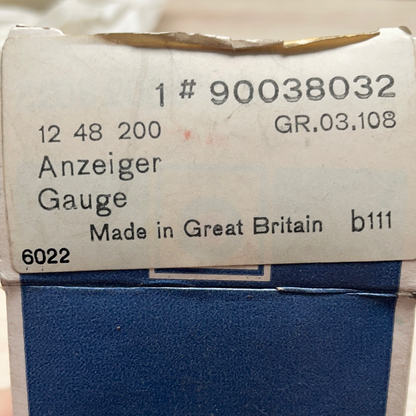 1 # 90038032
12 48 200 GR.03.108
Anzeiger
Gauge
Made in Great Britain b111
6022